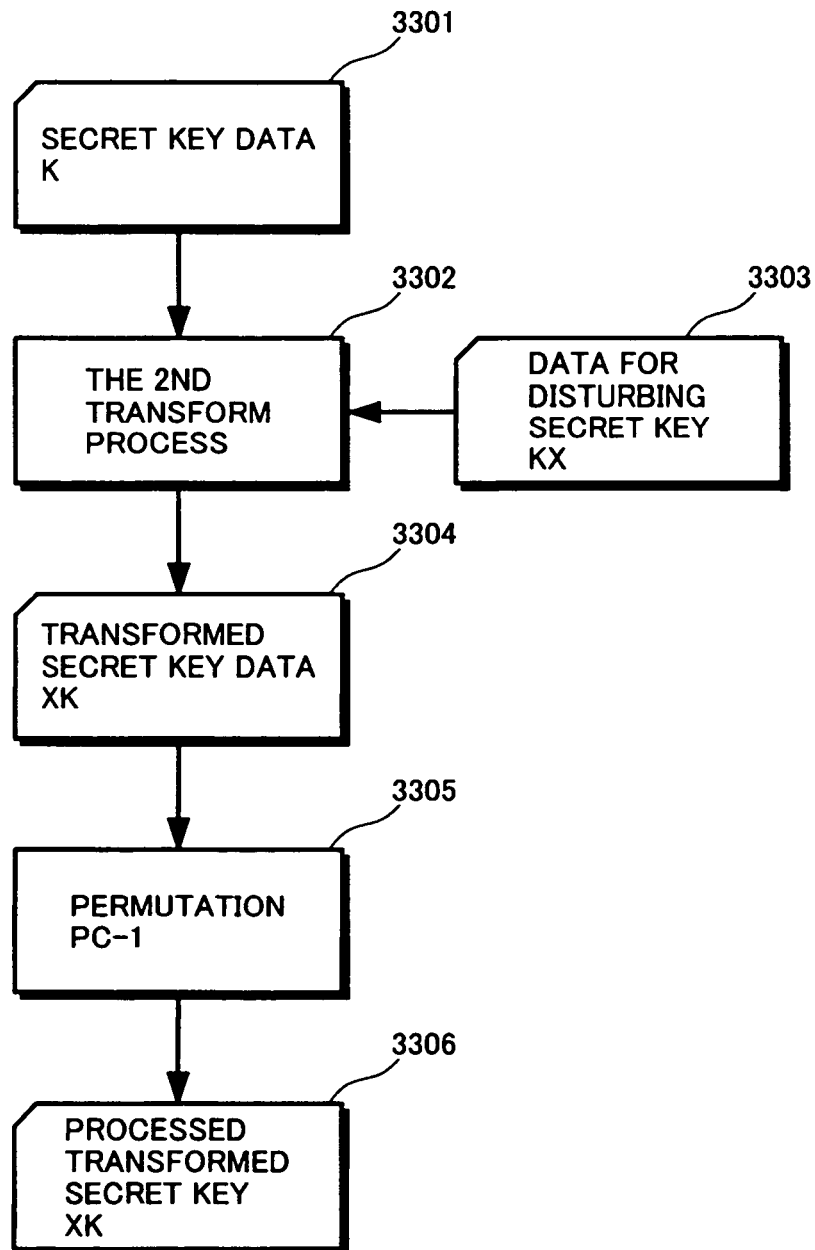 3301
SECRET KEY DATA
K
3302
THE 2ND
TRANSFORM
PROCESS
3303
DATA FOR
DISTURBING
SECRET KEY
KX
3304
TRANSFORMED
SECRET KEY DATA
XK
3305
PERMUTATION
PC-1
3306
PROCESSED
TRANSFORMED
SECRET KEY
XK